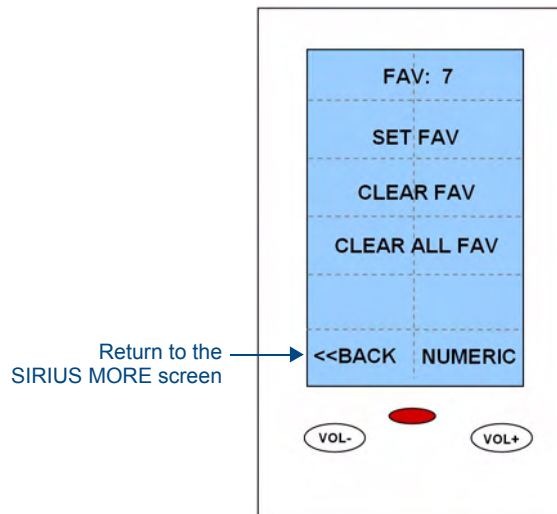 FAV: 7
SET FAV
CLEAR FAV
CLEAR ALL FAV
Return to the
SIRIUS MORE screen
<<BACK NUMERIC
VOL- VOL+